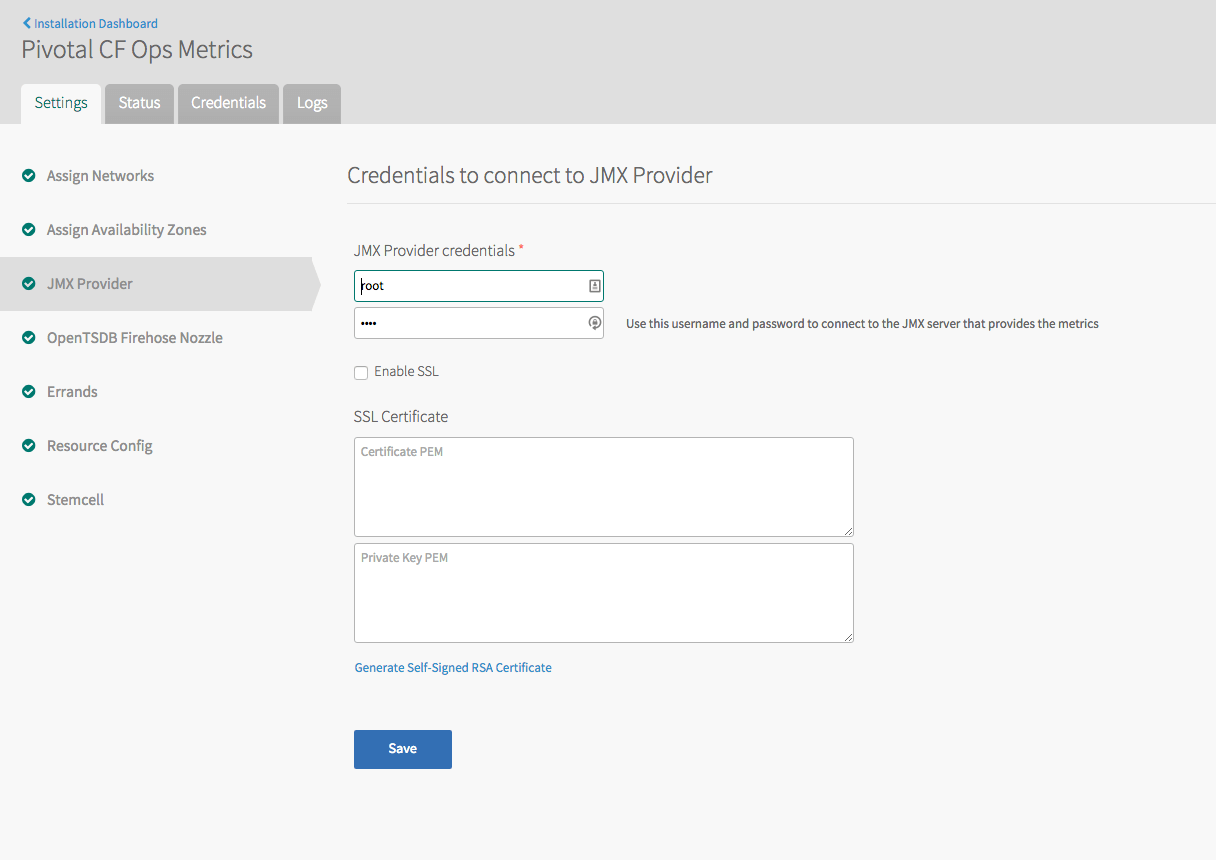 Installation Dashboard
Pivotal CF Ops Metrics
Settings Status Credentials Logs
Assign Networks
Assign Availability Zones
JMX Provider
OpenTSDB Firehose Nozzle
Errands
Resource Config
Stemcell
Credentials to connect to JMX Provider
JMX Provider credentials *
root
••••
Use this username and password to connect to the JMX server that provides the metrics
Enable SSL
SSL Certificate
Certificate PEM
Private Key PEM
Generate Self-Signed RSA Certificate
Save